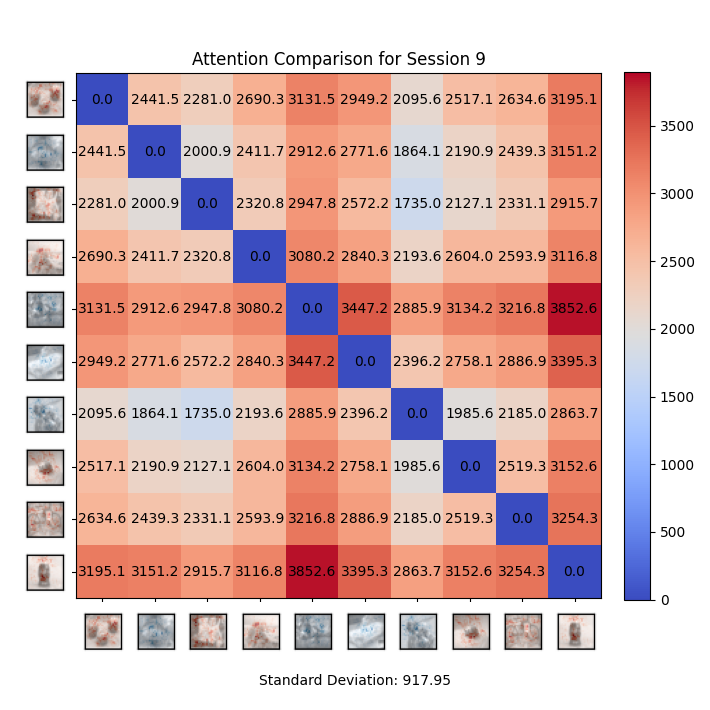 Attention Comparison for Session 9
0.0 2441.5 2281.0 2690.3 3131.5 2949.2 2095.6 2517.1 2634.6 3195.1
2441.5 0.0 2000.9 2411.7 2912.6 2771.6 1864.1 2190.9 2439.3 3151.2
2281.0 2000.9 0.0 2320.8 2947.8 2572.2 1735.0 2127.1 2331.1 2915.7
2690.3 2411.7 2320.8 0.0 3080.2 2840.3 2193.6 2604.0 2593.9 3116.8
3131.5 2912.6 2947.8 3080.2 0.0 3447.2 2885.9 3134.2 3216.8 3852.6
2949.2 2771.6 2572.2 2840.3 3447.2 0.0 2396.2 2758.1 2886.9 3395.3
2095.6 1864.1 1735.0 2193.6 2885.9 2396.2 0.0 1985.6 2185.0 2863.7
2517.1 2190.9 2127.1 2604.0 3134.2 2758.1 1985.6 0.0 2519.3 3152.6
2634.6 2439.3 2331.1 2593.9 3216.8 2886.9 2185.0 2519.3 0.0 3254.3
3195.1 3151.2 2915.7 3116.8 3852.6 3395.3 2863.7 3152.6 3254.3 0.0
3500
3000
2500
2000
1500
1000
500
0
Standard Deviation: 917.95